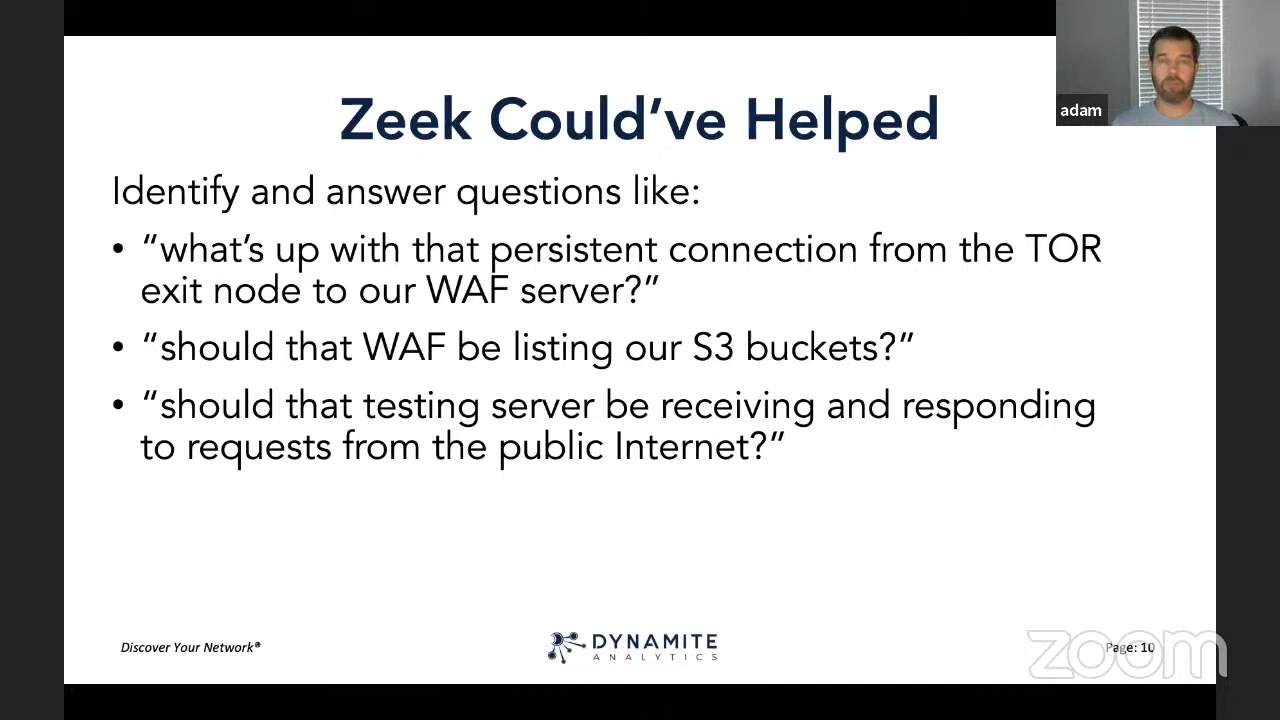 Zeek Could’ve Helped
adam
Identify and answer questions like:
• “what’s up with that persistent connection from the TOR
exit node to our WAF server?”
• “should that WAF be listing our S3 buckets?”
• “should that testing server be receiving and responding
to requests from the public Internet?”
Discover Your Network®
DYNAMITE
ANALYTICS
Page: 10
zoom